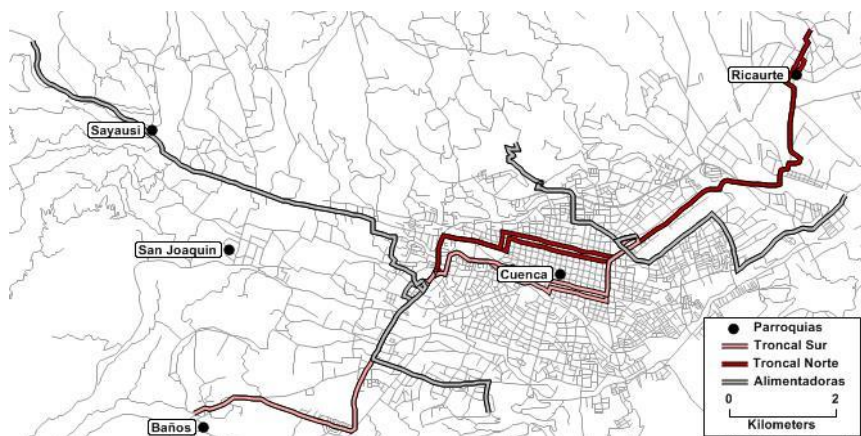 Ricaurte
Sayausi
San Joaquin
Cuenca
Baños
Parroquias
Troncal Sur
Troncal Norte
Alimentadoras
0 2
Kilometers